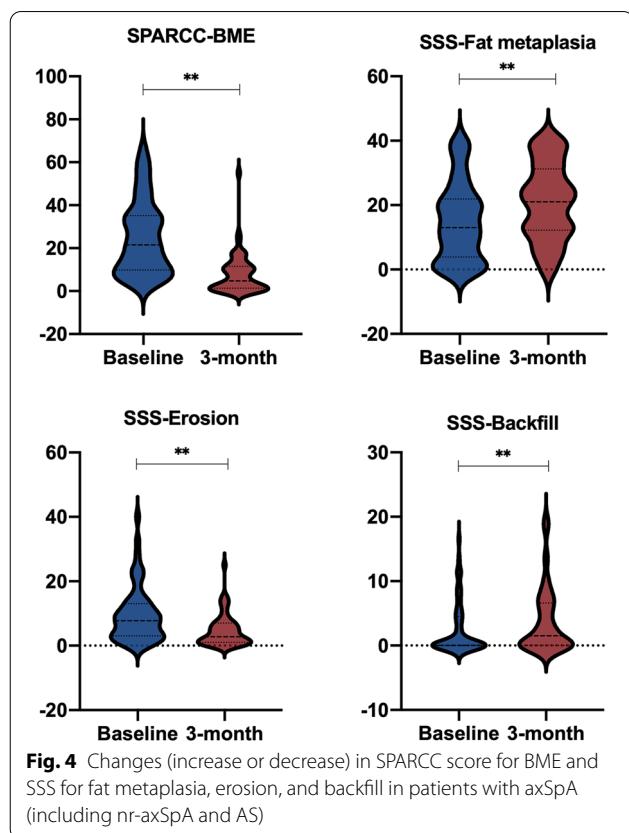 SPARCC-BME
**
100
80
60
40
20
0
-20
Baseline 3-month
SSS-Fat metaplasia
**
60
40
20
0
-20
Baseline 3-month
SSS-Erosion
**
60
40
20
0
-20
Baseline 3-month
SSS-Backfill
**
30
20
10
0
-10
Baseline 3-month
Fig. 4 Changes (increase or decrease) in SPARCC score for BME and
SSS for fat metaplasia, erosion, and backfill in patients with axSpA
(including nr-axSpA and AS)